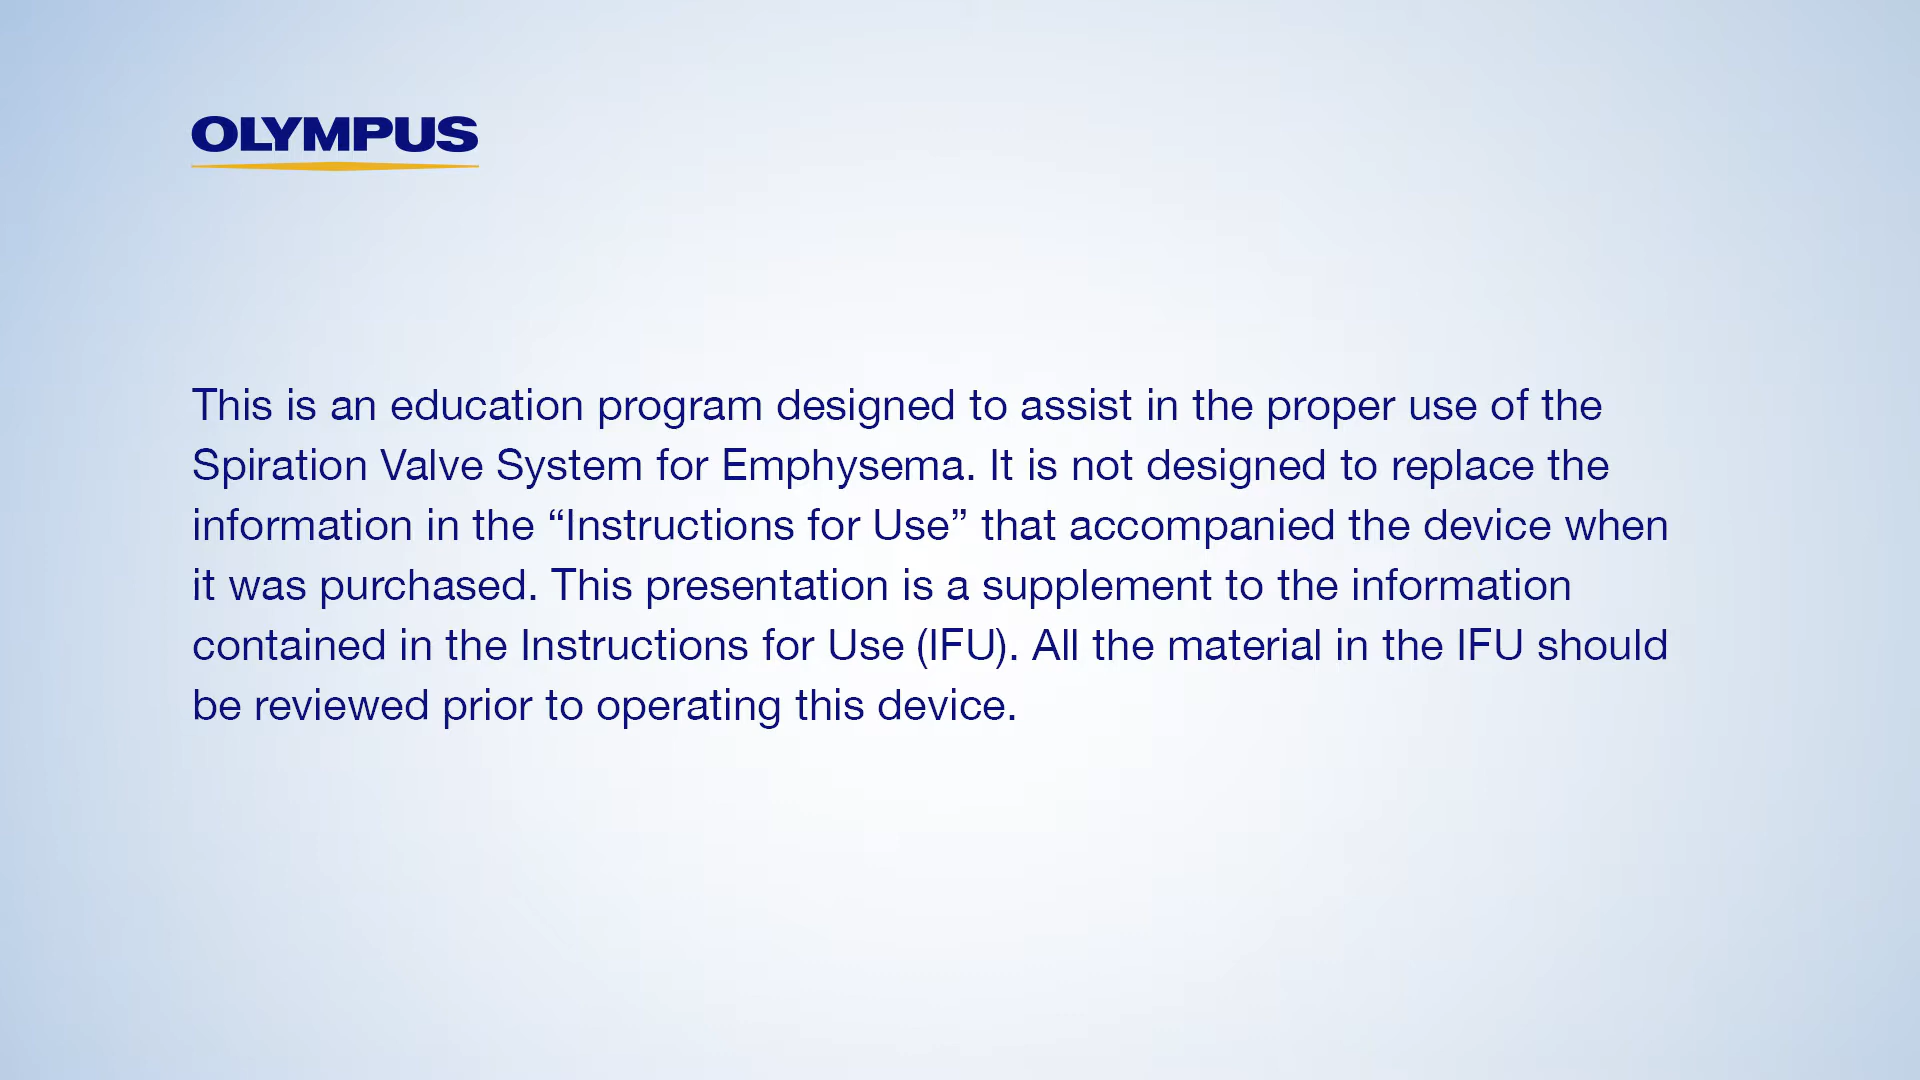 OLYMPUS
This is an education program designed to assist in the proper use of the
Spiration Valve System for Emphysema. It is not designed to replace the
information in the “Instructions for Use” that accompanied the device when
it was purchased. This presentation is a supplement to the information
contained in the Instructions for Use (IFU). All the material in the IFU should
be reviewed prior to operating this device.